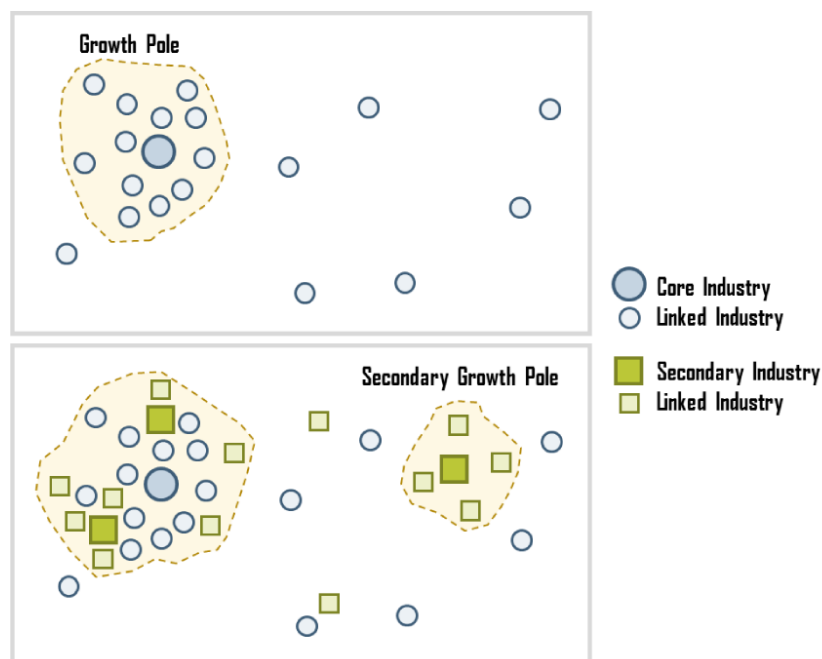 Growth Pole
Core Industry
Linked Industry
Secondary Industry
Linked Industry
Secondary Growth Pole